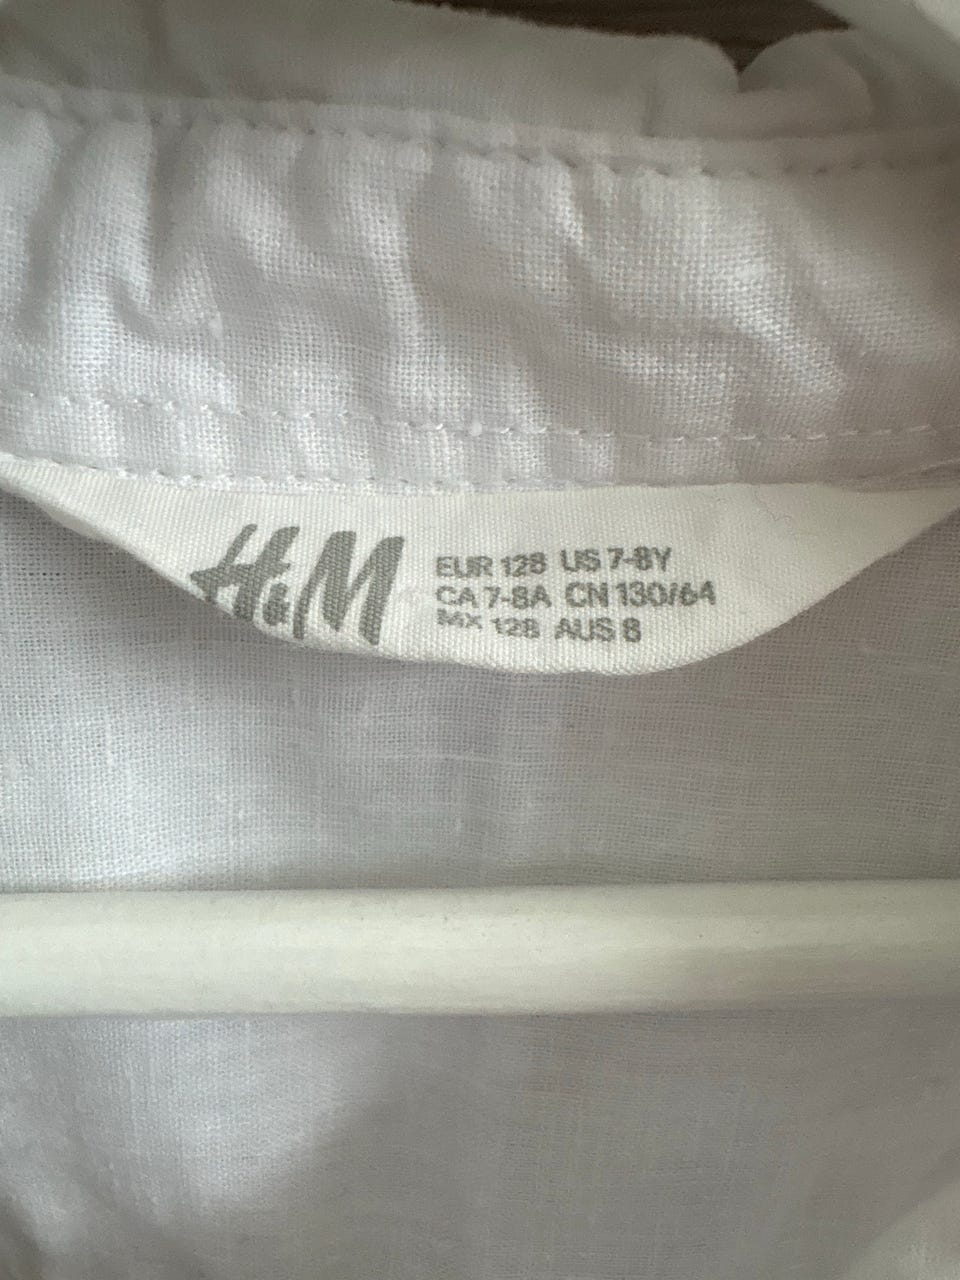 H&M
EUR 128 US 7-8Y
CA 7-8A CN 130/64
MX 128 AUS 8